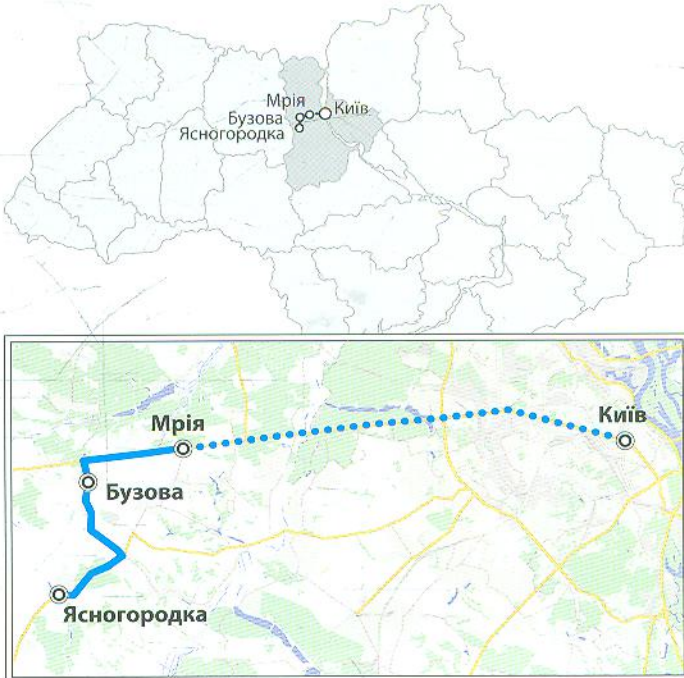 Мрія
Київ
Бузова
Ясногородка
Мрія
Київ
Бузова
Ясногородка